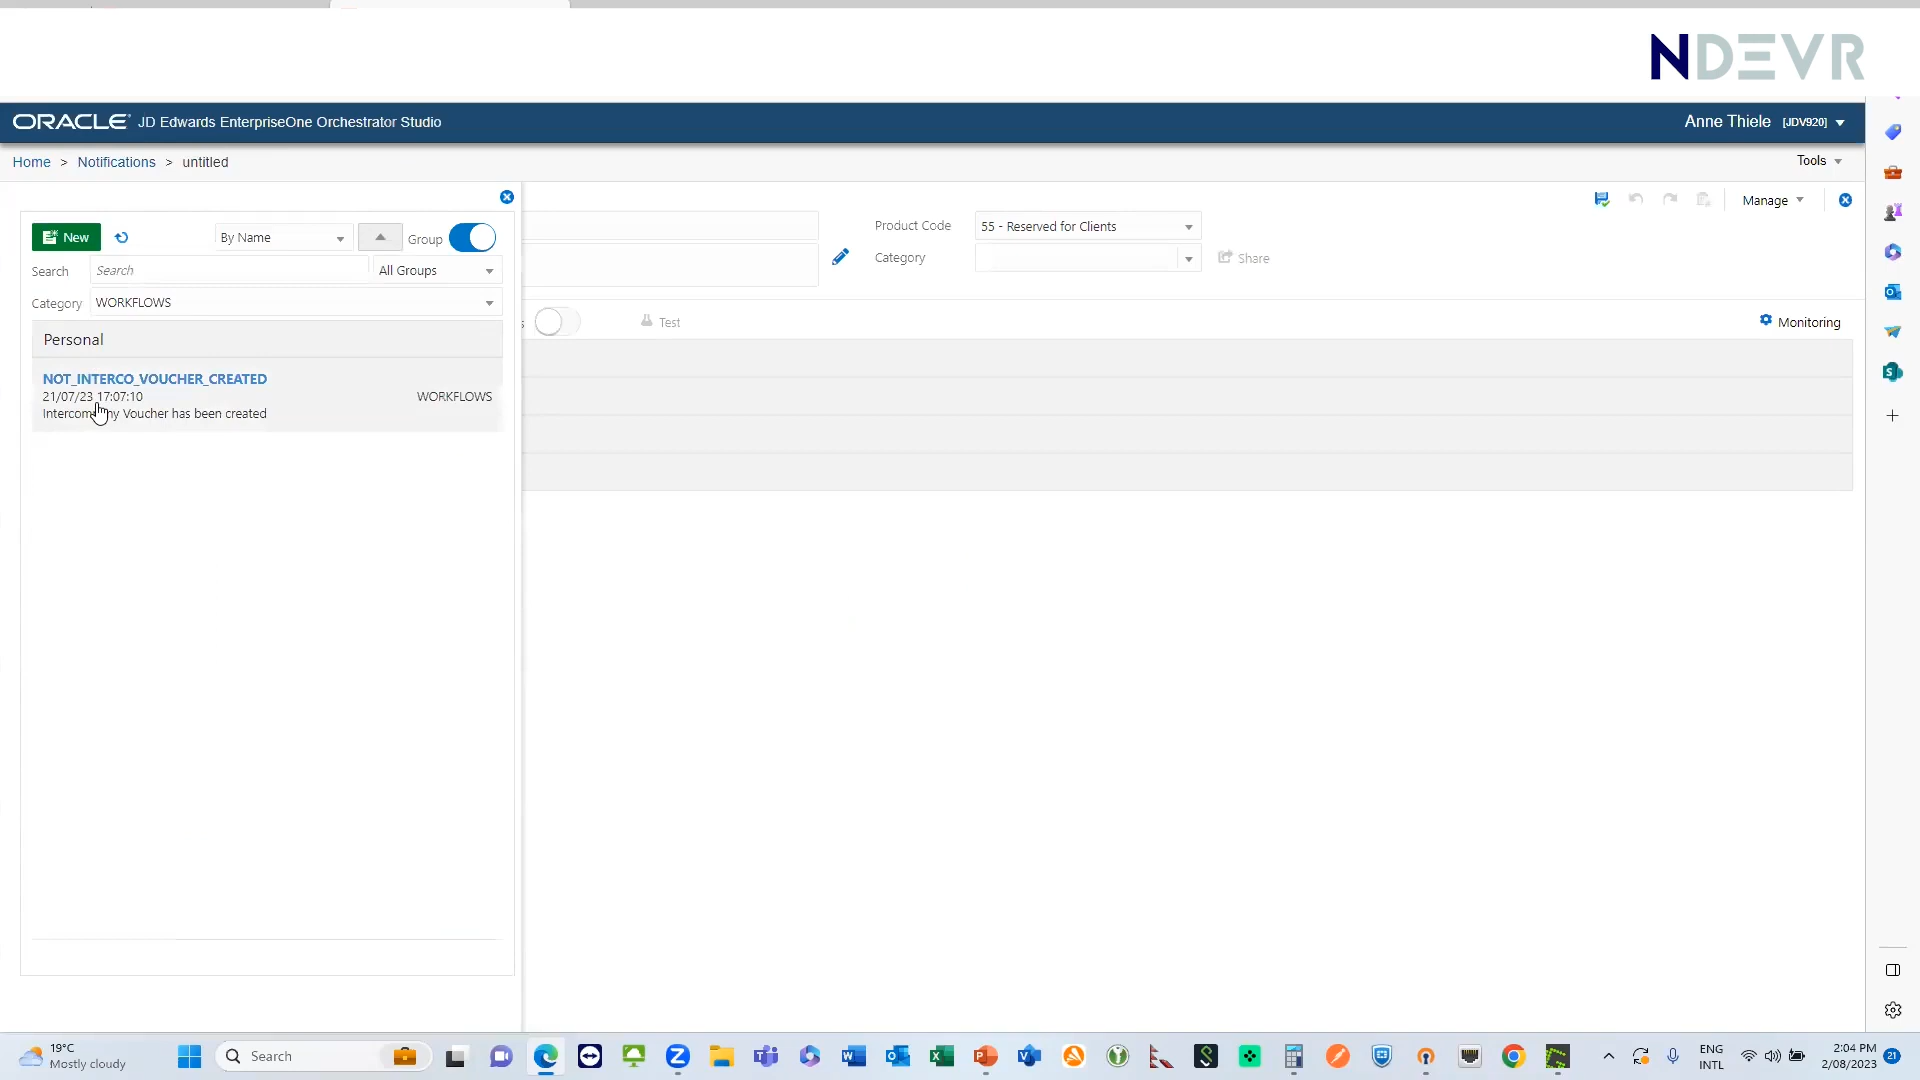 NDEVR
ORACLE JD Edwards EnterpriseOne Orchestrator Studio
Anne Thiele [JDV920]
Home > Notifications > untitled
Tools
Manage
New
By Name
Group
Product Code
55 - Reserved for Clients
Search
Search
All Groups
Category
Share
Category
WORKFLOWS
Test
Monitoring
Personal
NOT_INTERCO_VOUCHER_CREATED
21/07/23 17:07:10
WORKFLOWS
Voucher has been created
19°C
Mostly cloudy
Search
ENG
INTL
2:04 PM
2/08/2023
21